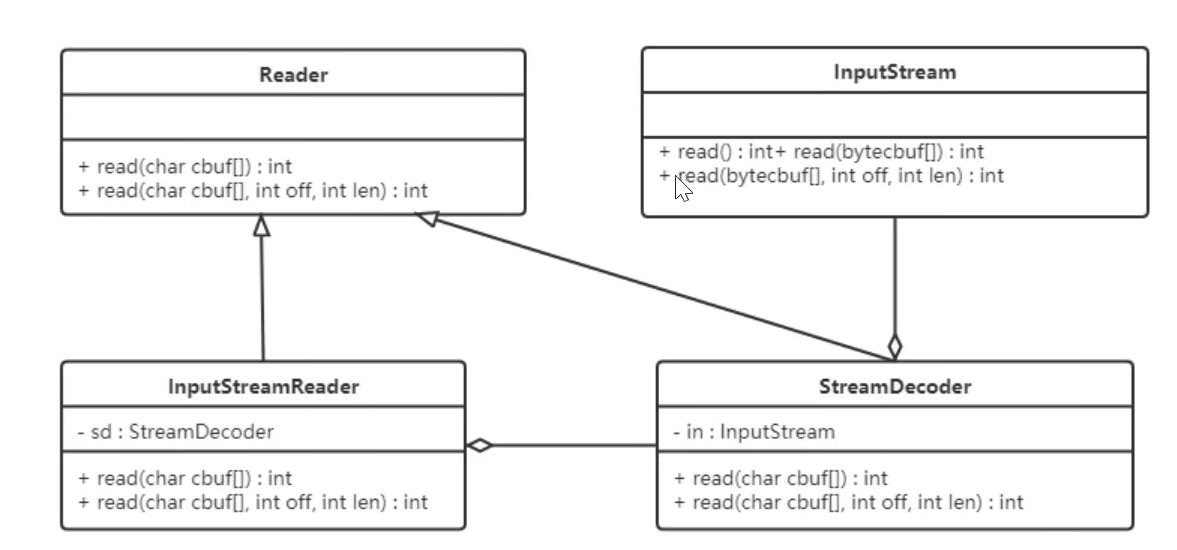 Reader
+ read(char cbuf[]) : int
+ read(char cbuf[], int off, int len) : int
InputStream
+ read() : int+ read(bytecbuf[]) : int
+ read(bytecbuf[], int off, int len) : int
InputStreamReader
- sd : StreamDecoder
+ read(char cbuf[]) : int
+ read(char cbuf[], int off, int len) : int
StreamDecoder
- in : InputStream
+ read(char cbuf[]) : int
+ read(char cbuf[], int off, int len) : int